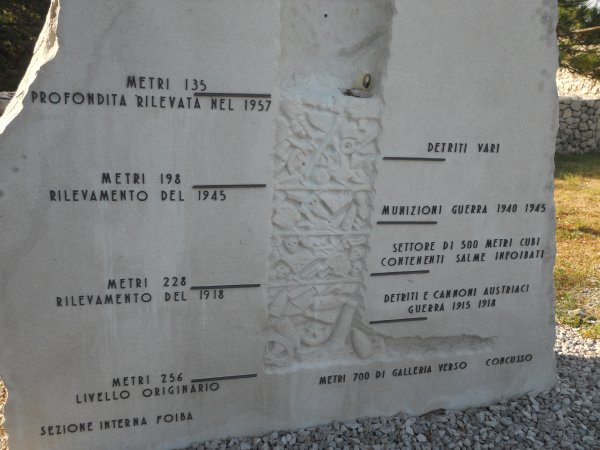 METRI 135
PROFONDITA RILEVATA NEL 1957
METRI 198
RILEVAMENTO DEL 1945
METRI 228
RILEVAMENTO DEL 1918
METRI 256
LIVELLO ORIGINARIO
SEZIONE INTERNA FOIBA
DETRITI VARI
MUNIZIONI GUERRA 1940 1945
SETTORE DI 500 METRI CUBI
CONTENENTI SALME INFOIBATI
DETRITI E CANNONI AUSTRIACI
GUERRA 1915 1918
METRI 700 DI GALLERIA VERSO - CONCUSSO